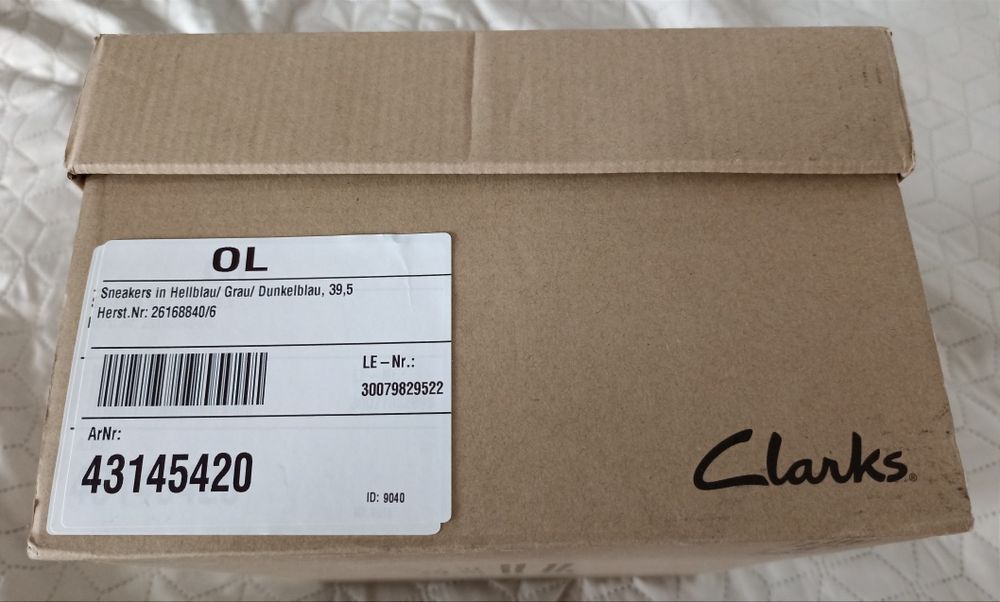 OL
Sneakers in Hellblau/ Grau/ Dunkelblau, 39,5
Herst.Nr: 26168840/6
LE-Nr.:
30079829522
ArNr:
43145420
ID: 9040
Clarks®